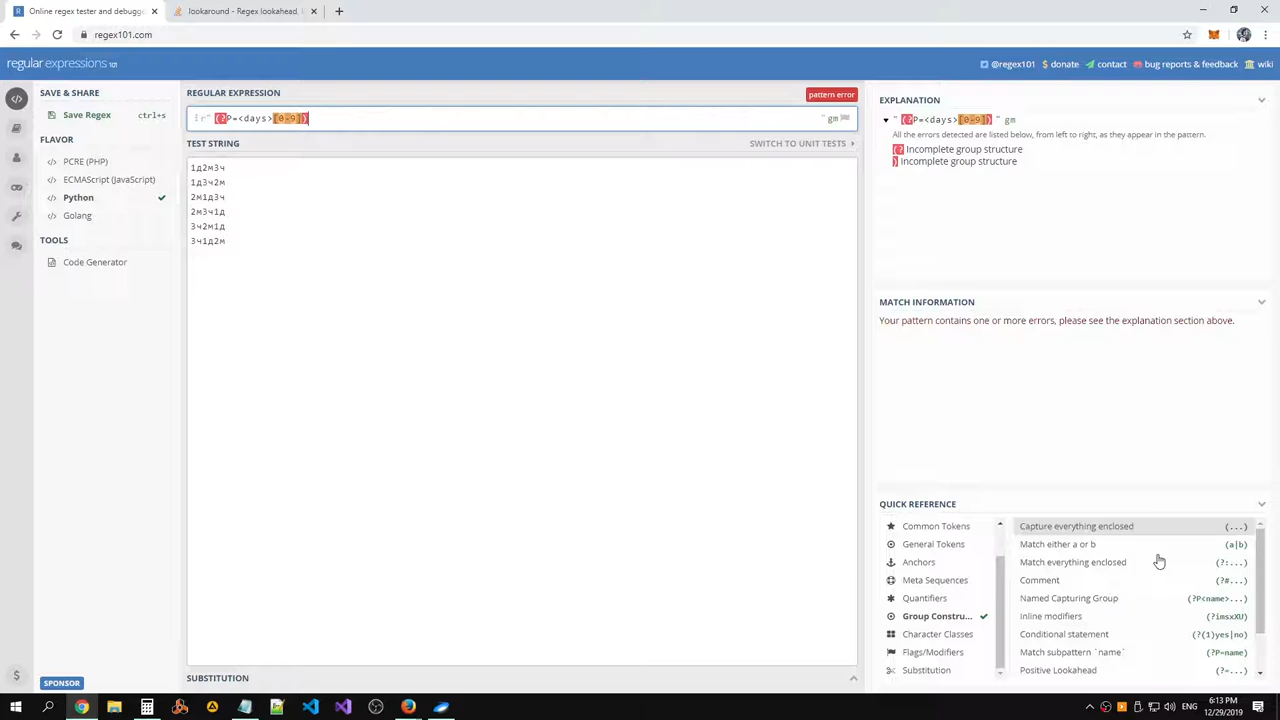 Online regex tester and debugge
lookaround - Regex lookahead, l
regex101.com
regular expressions 101
@regex101
donate
contact
bug reports & feedback
wiki
SAVE & SHARE
Save Regex
ctrl+s
FLAVOR
PCRE (PHP)
ECMAScript (JavaScript)
Python
Golang
TOOLS
Code Generator
SPONSOR
REGULAR EXPRESSION
pattern error
r" (?P=<days>[0-9])
" gm
TEST STRING
SWITCH TO UNIT TESTS
1д2м3ч
1д3ч2м
2м1д3ч
2м3ч1д
3ч2м1д
3ч1д2м
SUBSTITUTION
EXPLANATION
" (?P=<days>[0-9]) " gm
All the errors detected are listed below, from left to right, as they appear in the pattern.
(? Incomplete group structure
) Incomplete group structure
MATCH INFORMATION
Your pattern contains one or more errors, please see the explanation section above.
QUICK REFERENCE
Common Tokens
General Tokens
Anchors
Meta Sequences
Quantifiers
Group Constru...
Character Classes
Flags/Modifiers
Substitution
Capture everything enclosed (...)
Match either a or b (a|b)
Match everything enclosed (?:...)
Comment (?#...)
Named Capturing Group (?P<name>...)
Inline modifiers (?imsxXU)
Conditional statement (?(1)yes|no)
Match subpattern `name` (?P=name)
Positive Lookahead (?=...)
ENG
6:13 PM
12/29/2019